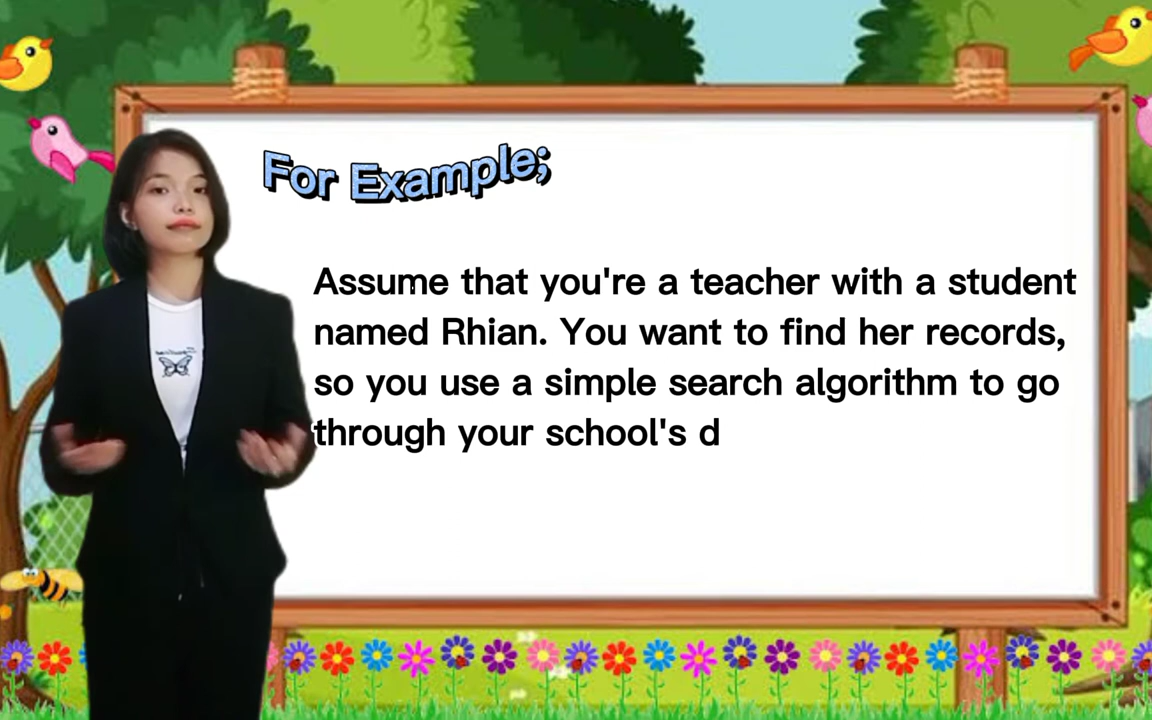 For Example;
Assume that you're a teacher with a student
named Rhian. You want to find her records,
so you use a simple search algorithm to go
through your school's d